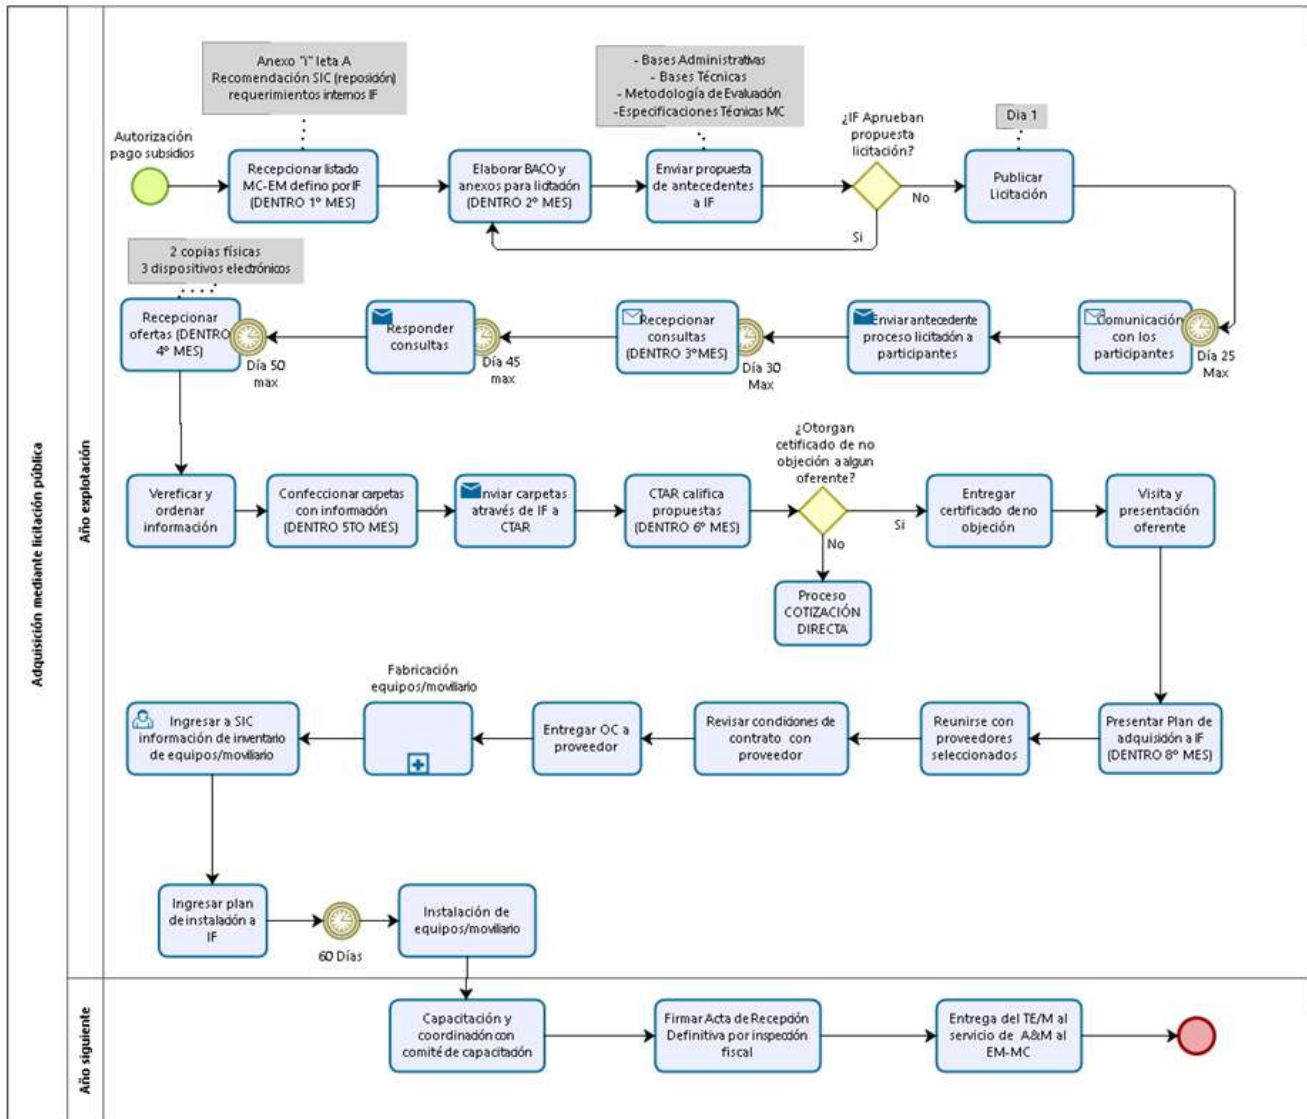 Adquisición mediante licitación pública
Año explotación
Anexo "i" leta A
Recomendación SIC (reposición)
requerimientos internos IF
- Bases Administrativas
- Bases Técnicas
- Metodología de Evaluación
-Especificaciones Técnicas MC
Autorización
pago subsidios
Recepcionar listado
MC-EM defino por IF
(DENTRO 1º MES)
Elaborar BACO y
anexos para licitación
(DENTRO 2º MES)
Enviar propuesta
de antecedentes
a IF
¿IF Aprueban
propuesta
licitación?
No
Si
Dia 1
Publicar
Licitación
2 copias físicas
3 dispositivos electrónicos
Recepcionar
ofertas (DENTRO
4º MES)
Día 50
max
Responder
consultas
Día 45
max
Recepcionar
consultas
(DENTRO 3ºMES)
Día 30
Max
Enviar antecedente
proceso licitación a
participantes
Comunicación
con los
participantes
Día 25
Max
Vereficar y
ordenar
información
Confeccionar carpetas
con información
(DENTRO 5TO MES)
Enviar carpetas
através de IF a
CTAR
CTAR califica
propuestas
(DENTRO 6º MES)
¿Otorgan
cetificado de no
objeción a algun
oferente?
Si
No
Proceso
COTIZACIÓN
DIRECTA
Entregar
certificado de no
objeción
Visita y
presentación
oferente
Ingresar a SIC
información de inventario
de equipos/moviliario
Fabricación
equipos/moviliario
Entregar OC a
proveedor
Revisar condiciones de
contrato con
proveedor
Reunirse con
proveedores
seleccionados
Presentar Plan de
adquisición a IF
(DENTRO 8º MES)
Ingresar plan
de instalación a
IF
60 Días
Instalación de
equipos/moviliario
Año siguiente
Capacitación y
coordinación con
comité de capacitación
Firmar Acta de Recepción
Definitiva por inspección
fiscal
Entrega del TE/M al
servicio de A&M al
EM-MC